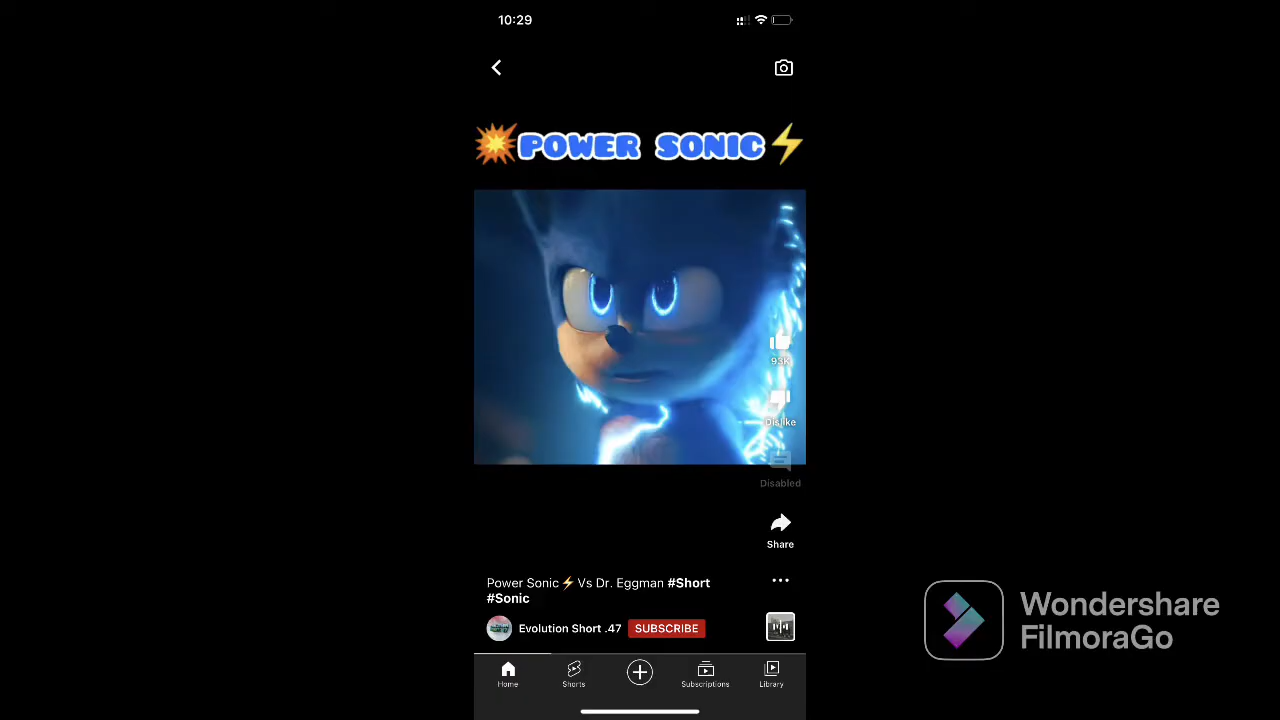 10:29
💥POWER SONIC⚡
93K
Dislike
Disabled
Share
Power Sonic⚡Vs Dr. Eggman #Short
#Sonic
Evolution Short .47 SUBSCRIBE
Home Shorts Subscriptions Library
Wondershare
FilmoraGo